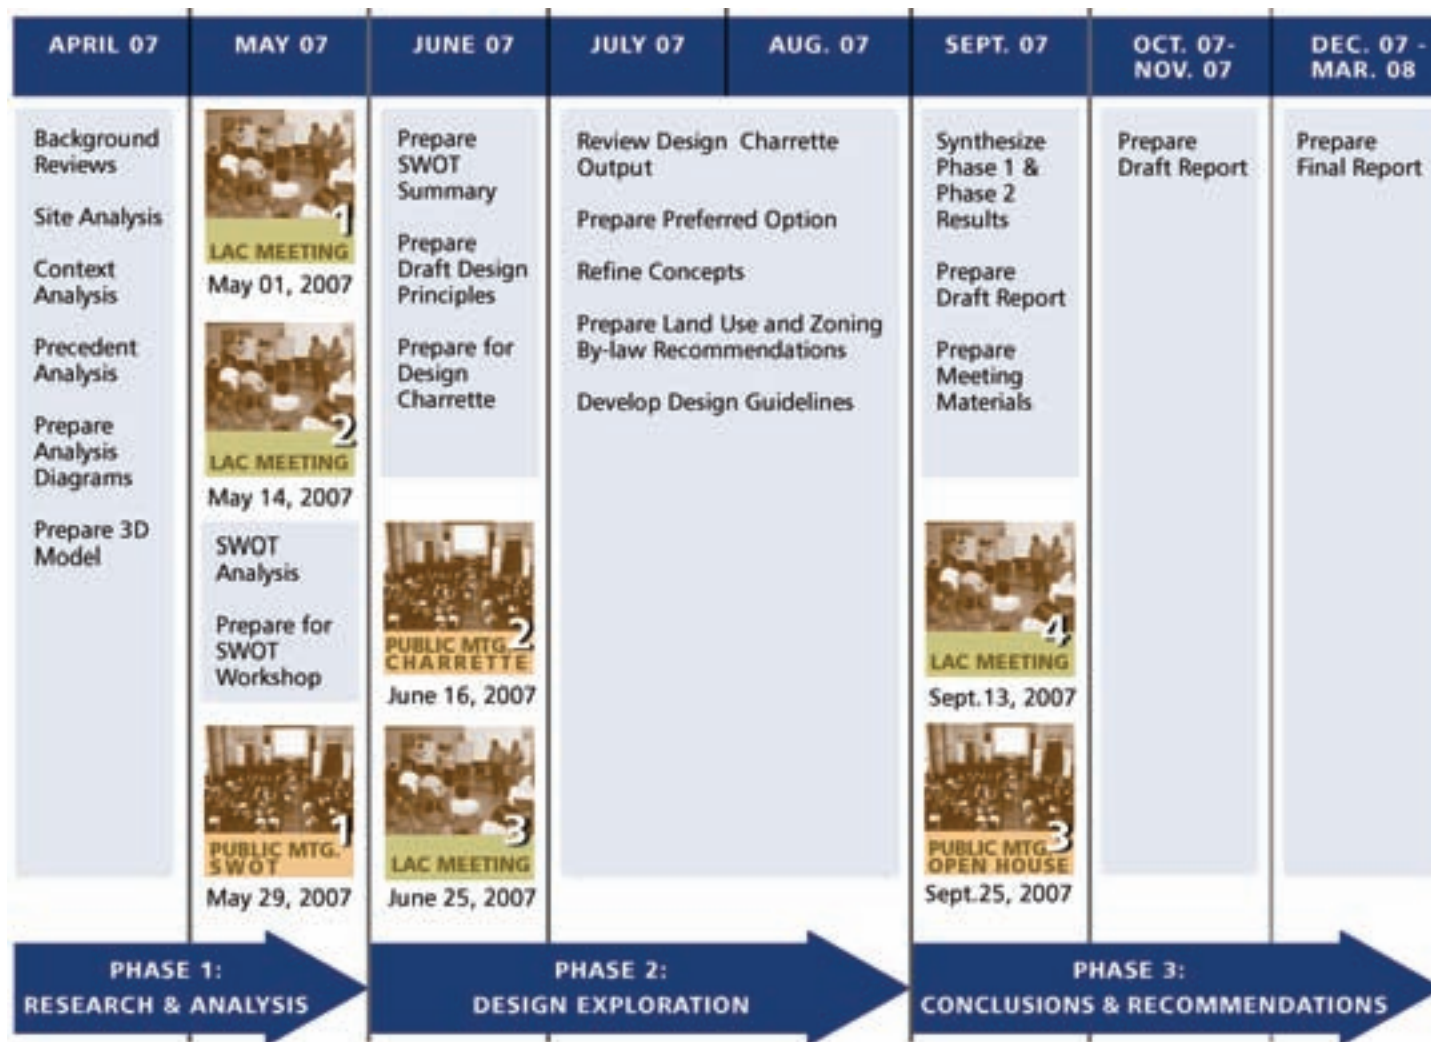 APRIL 07
MAY 07
JUNE 07
JULY 07
AUG. 07
SEPT. 07
OCT. 07-
NOV. 07
DEC. 07 -
MAR. 08
Background
Reviews
Site Analysis
Context
Analysis
Precedent
Analysis
Prepare
Analysis
Diagrams
Prepare 3D
Model
1
LAC MEETING
May 01, 2007
2
LAC MEETING
May 14, 2007
SWOT
Analysis
Prepare for
SWOT
Workshop
1
PUBLIC MTG.
SWOT
May 29, 2007
Prepare
SWOT
Summary
Prepare
Draft Design
Principles
Prepare for
Design
Charrette
2
PUBLIC MTG.
CHARRETTE
June 16, 2007
3
LAC MEETING
June 25, 2007
Review Design Charrette
Output
Prepare Preferred Option
Refine Concepts
Prepare Land Use and Zoning
By-law Recommendations
Develop Design Guidelines
Synthesize
Phase 1 &
Phase 2
Results
Prepare
Draft Report
Prepare
Meeting
Materials
4
LAC MEETING
Sept.13, 2007
3
PUBLIC MTG.
OPEN HOUSE
Sept.25, 2007
Prepare
Draft Report
Prepare
Final Report
PHASE 1:
RESEARCH & ANALYSIS
PHASE 2:
DESIGN EXPLORATION
PHASE 3:
CONCLUSIONS & RECOMMENDATIONS